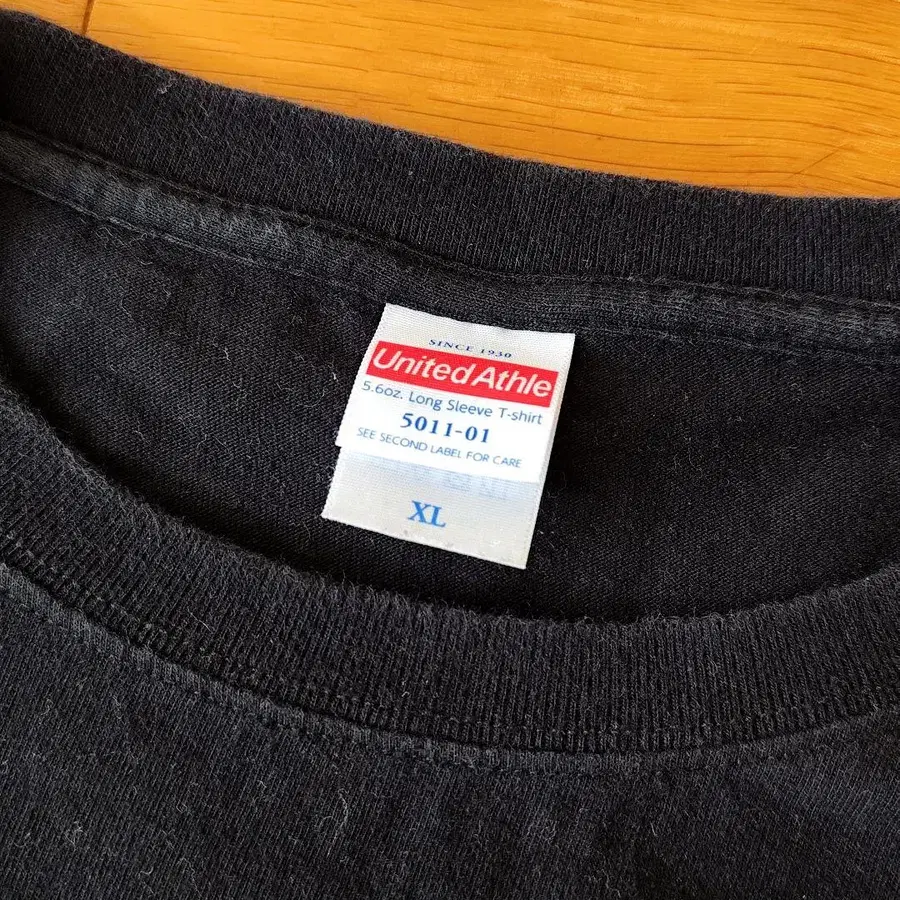 SINCE 1930
United Athle
5.6oz. Long Sleeve T-shirt
5011-01
SEE SECOND LABEL FOR CARE
XL